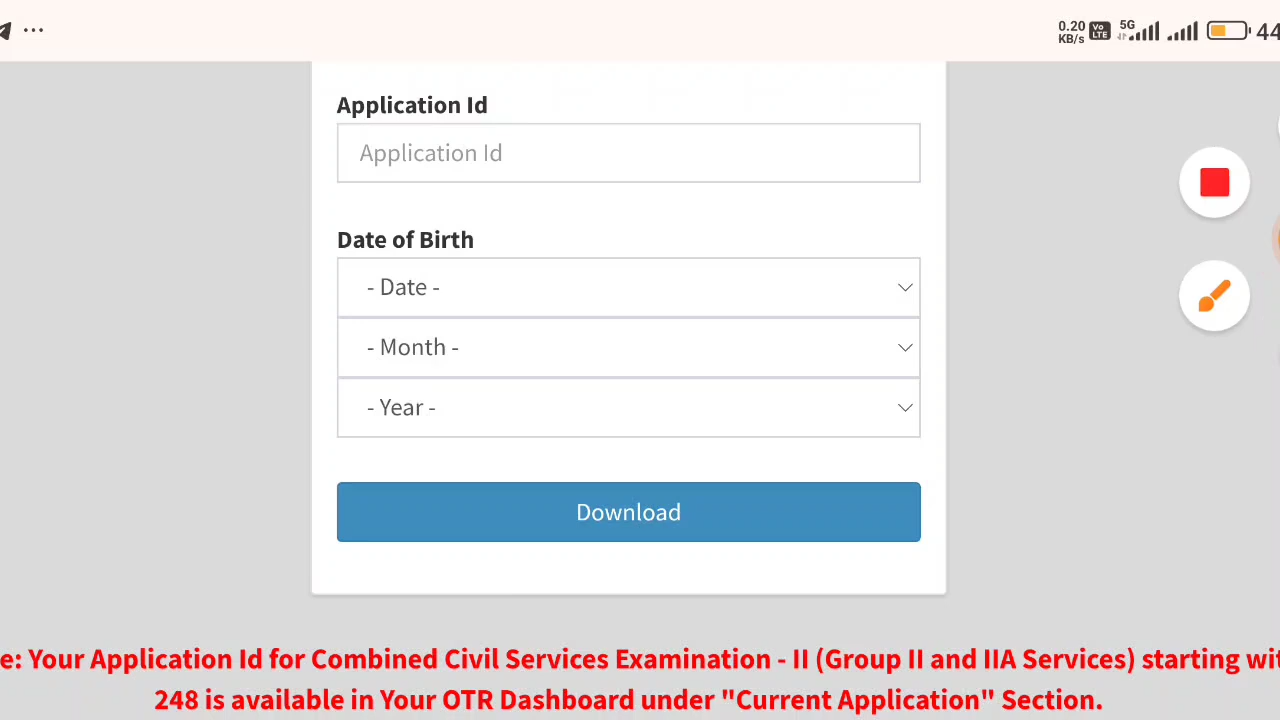 0.20
KB/s
Vo
LTE
5G
44
Application Id
Application Id
Date of Birth
- Date -
- Month -
- Year -
Download
e: Your Application Id for Combined Civil Services Examination - II (Group II and IIA Services) starting wit
248 is available in Your OTR Dashboard under "Current Application" Section.